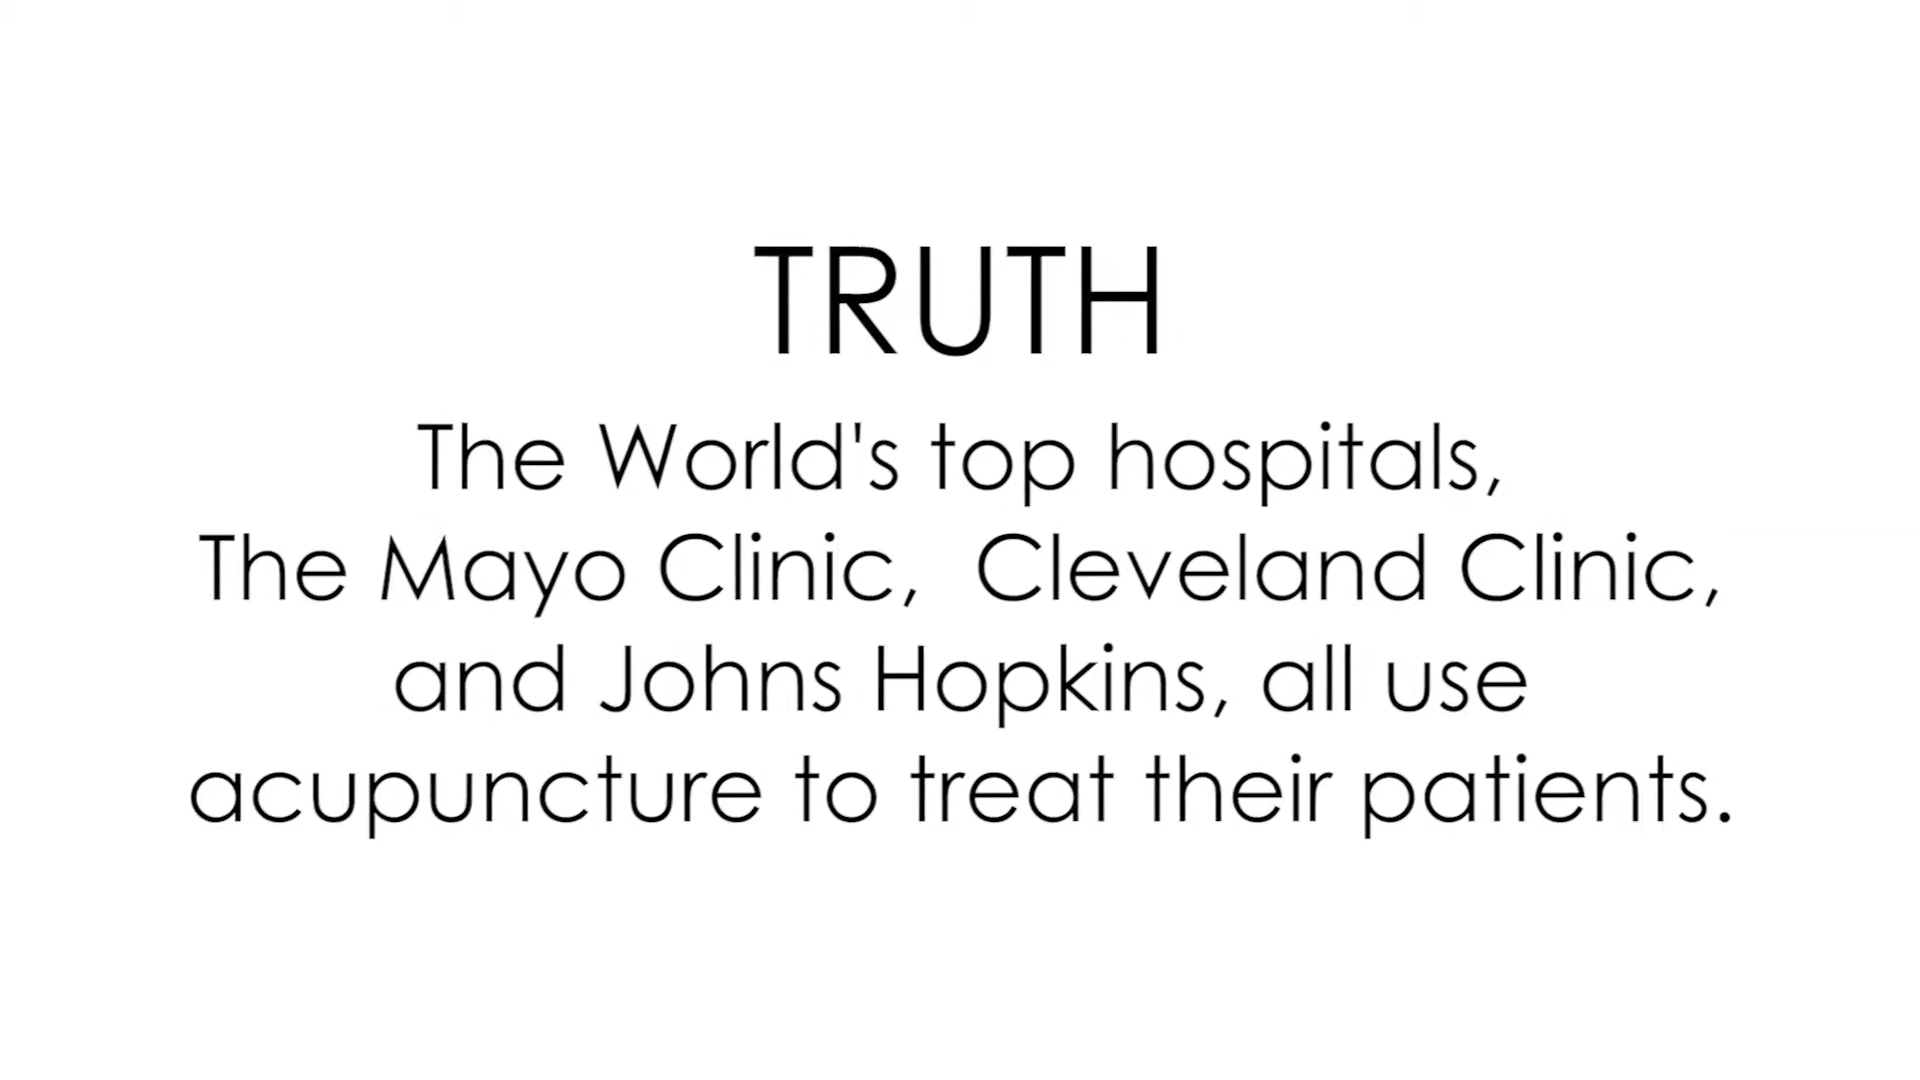 TRUTH
The World's top hospitals,
The Mayo Clinic,  Cleveland Clinic,
and Johns Hopkins, all use
acupuncture to treat their patients.